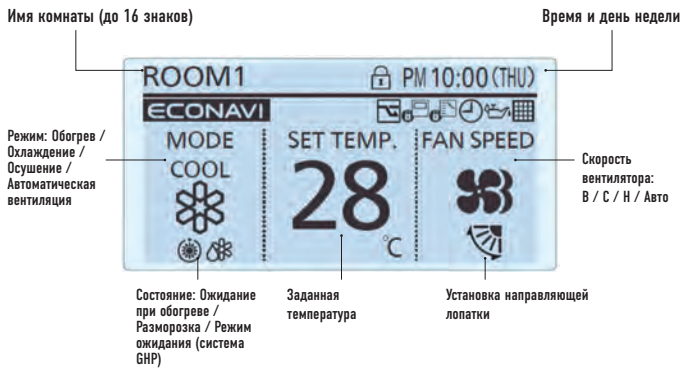 Имя комнаты (до 16 знаков)
Время и день недели
ROOM1 PM 10:00 (THU)
ECONAVI
MODE
COOL
SET TEMP.
28
°C
FAN SPEED
Режим: Обогрев /
Охлаждение /
Осушение /
Автоматическая
вентиляция
Скорость
вентилятора:
В / С / Н / Авто
Состояние: Ожидание
при обогреве /
Разморозка / Режим
ожидания (система
GHP)
Заданная
температура
Установка направляющей
лопатки